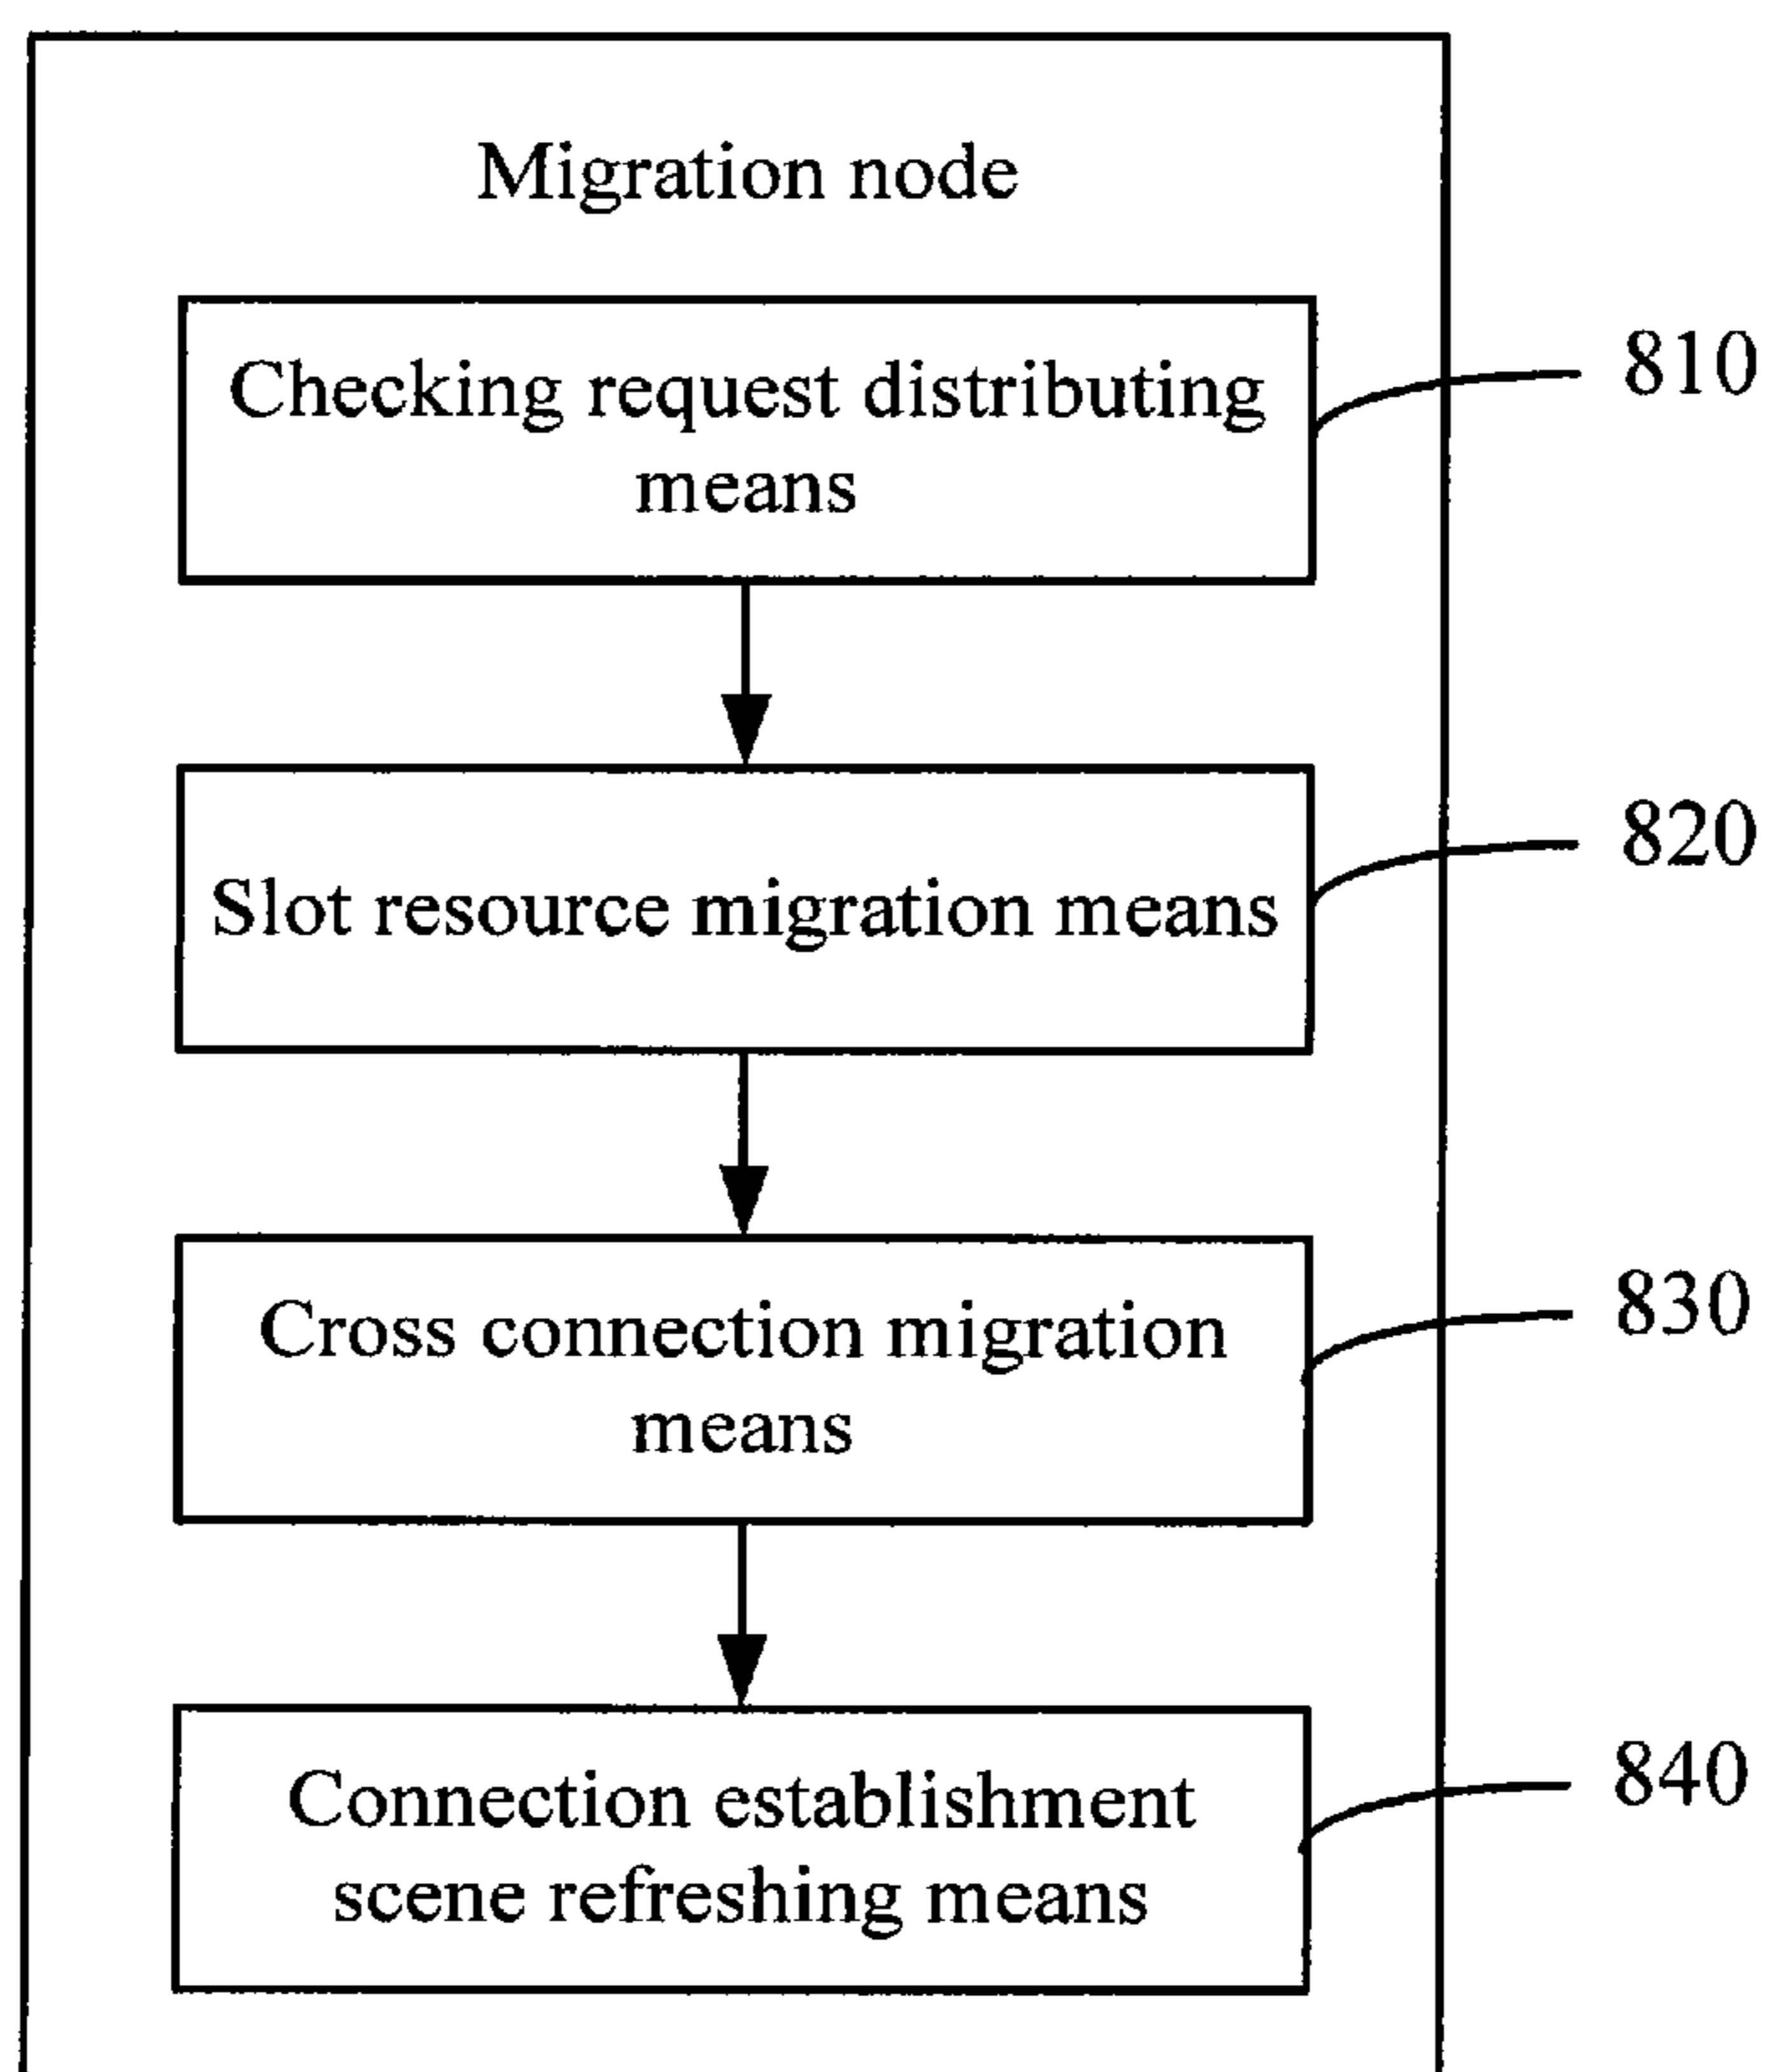 Migration node
Checking request distributing
means
810
Slot resource migration means
820
Cross connection migration
means
830
Connection establishment
scene refreshing means
840